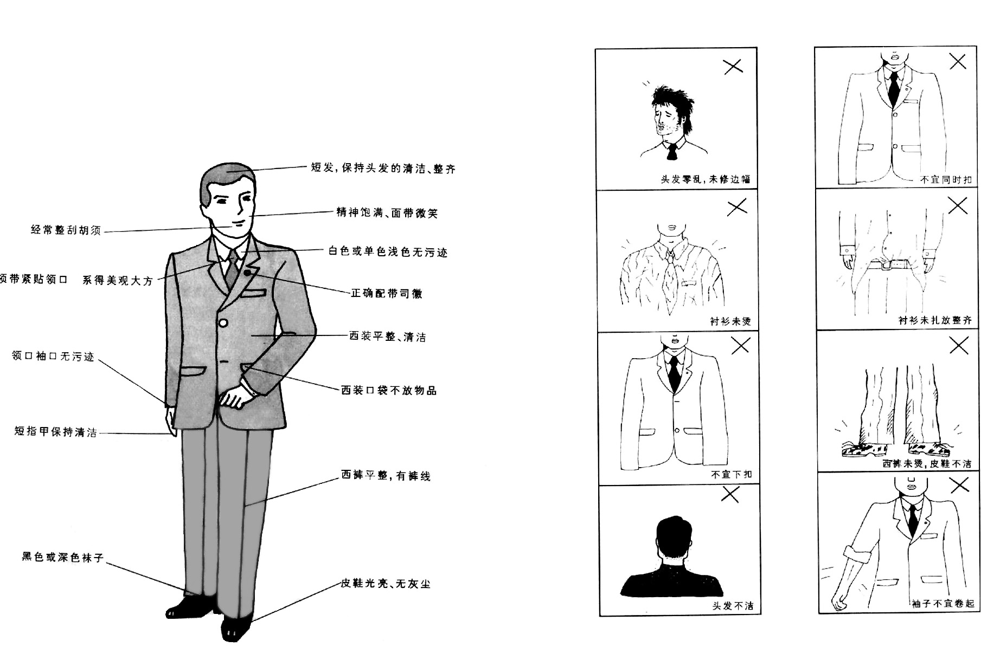 短发,保持头发的清洁、整齐
精神饱满、面带微笑
经常整刮胡须
白色或单色浅色无污迹
领带紧贴领口 系得美观大方
正确配带司徽
西装平整、清洁
领口袖口无污迹
西装口袋不放物品
短指甲保持清洁
西裤平整,有裤线
黑色或深色袜子
皮鞋光亮、无灰尘
头发零乱,未修边幅
不宜同时扣
衬衫未烫
衬衫未扎放整齐
不宜下扣
西裤未烫,皮鞋不洁
头发不洁
袖子不宜卷起